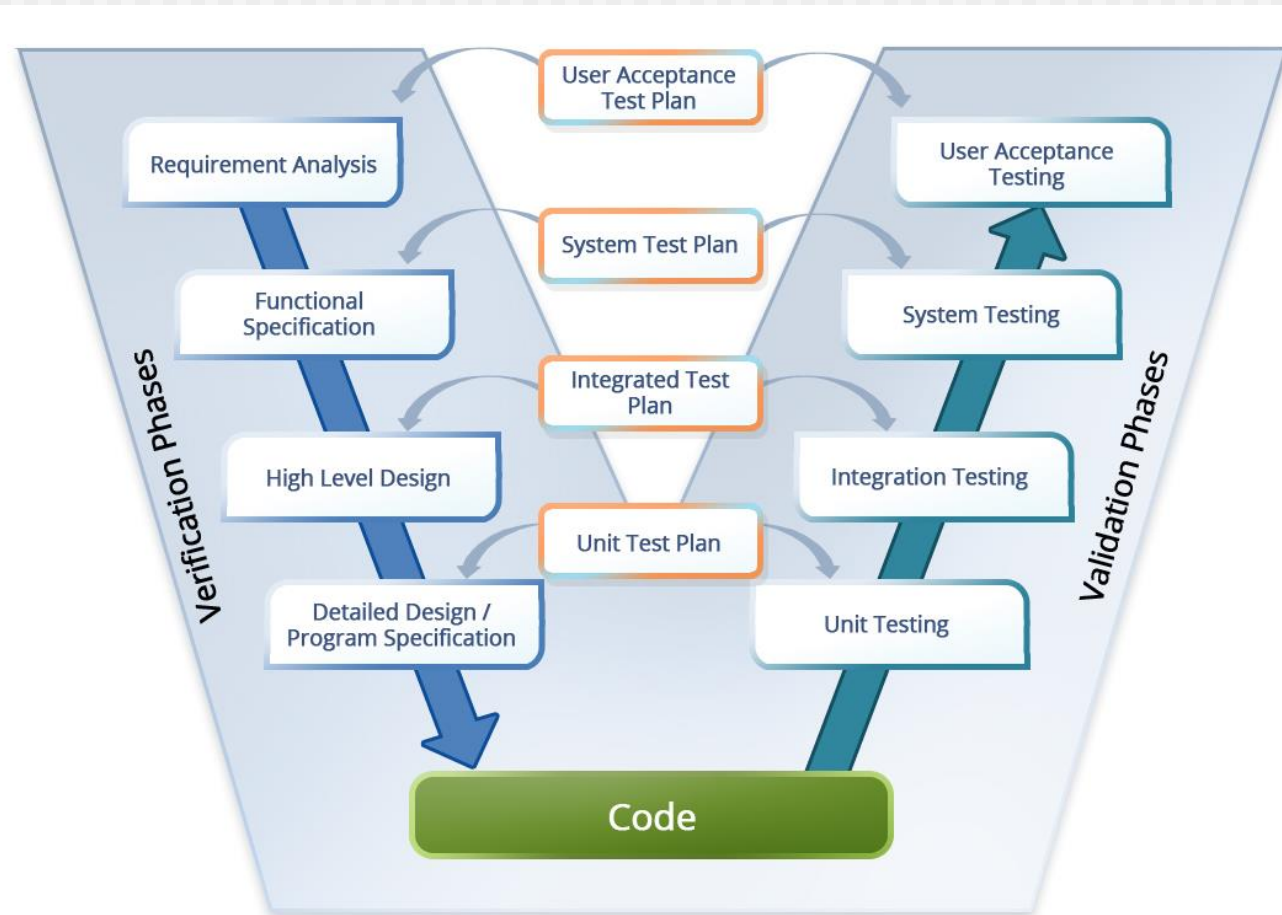 User Acceptance
Test Plan
Requirement Analysis
User Acceptance
Testing
System Test Plan
Functional
Specification
System Testing
Integrated Test
Plan
High Level Design
Integration Testing
Unit Test Plan
Detailed Design /
Program Specification
Unit Testing
Verification Phases
Validation Phases
Code